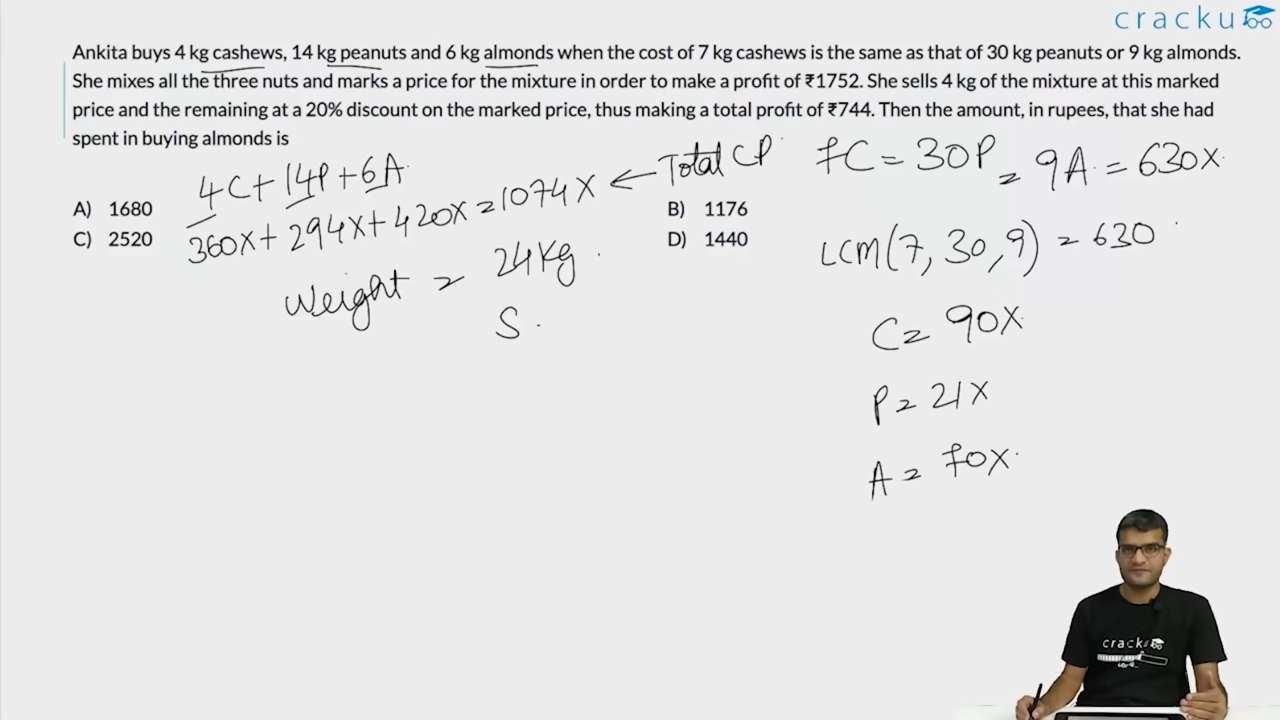 cracku
Ankita buys 4 kg cashews, 14 kg peanuts and 6 kg almonds when the cost of 7 kg cashews is the same as that of 30 kg peanuts or 9 kg almonds.
She mixes all the three nuts and marks a price for the mixture in order to make a profit of ₹1752. She sells 4 kg of the mixture at this marked
price and the remaining at a 20% discount on the marked price, thus making a total profit of ₹744. Then the amount, in rupees, that she had
spent in buying almonds is
A) 1680
B) 1176
C) 2520
D) 1440
4C+14P+6A
360x+294x+420x=1074x ← Total CP
Weight = 24kg
S
7C=30P=9A=630x
LCM(7,30,9)=630
C=90x
P=21x
A=70x
cracku